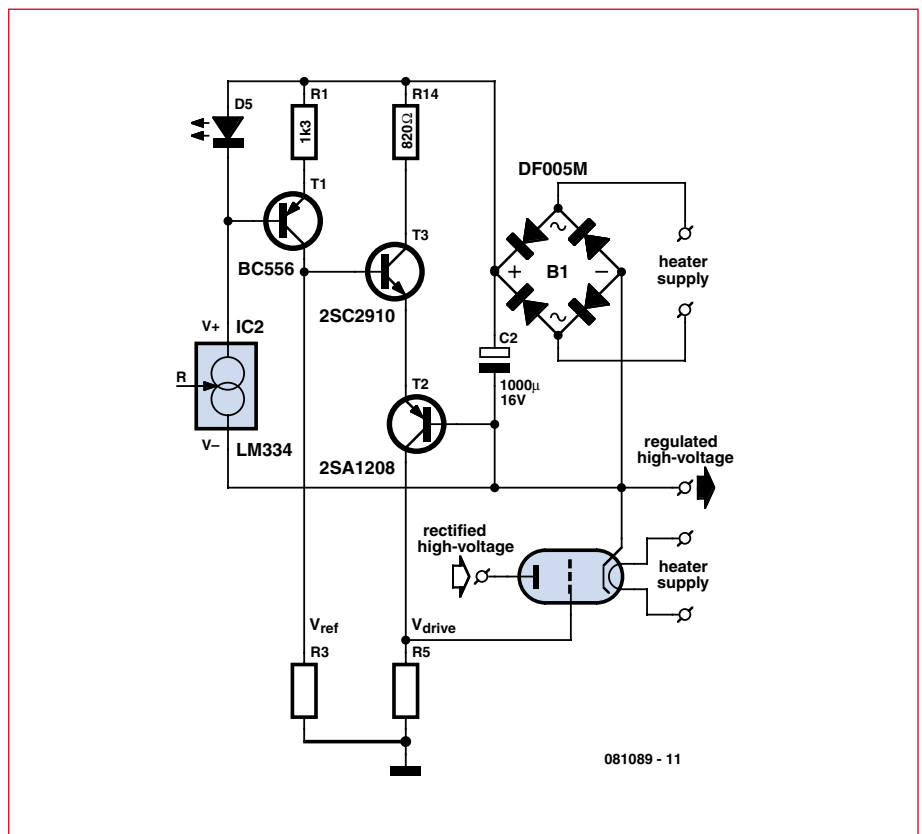 D5
R1
1k3
R14
820Ω
T1
BC556
T3
2SC2910
DF005M
~
+
B1
−
~
heater
supply
V+
IC2
R
V−
LM334
C2
1000µ
16V
T2
2SA1208
regulated
high-voltage
rectified
high-voltage
heater
supply
Vref
Vdrive
R3
R5
081089 - 11